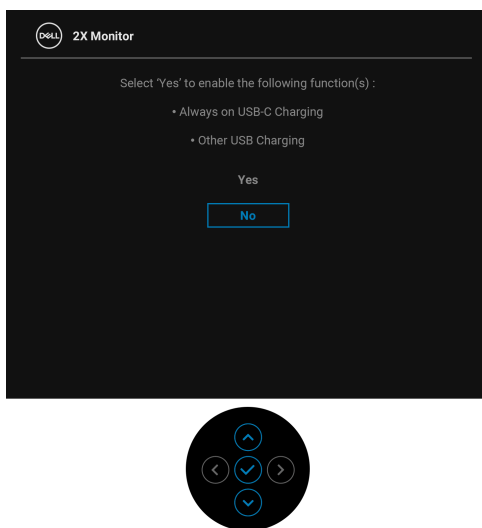 DELL 2X Monitor
Select ‘Yes’ to enable the following function(s) :
• Always on USB-C Charging
• Other USB Charging
Yes
No